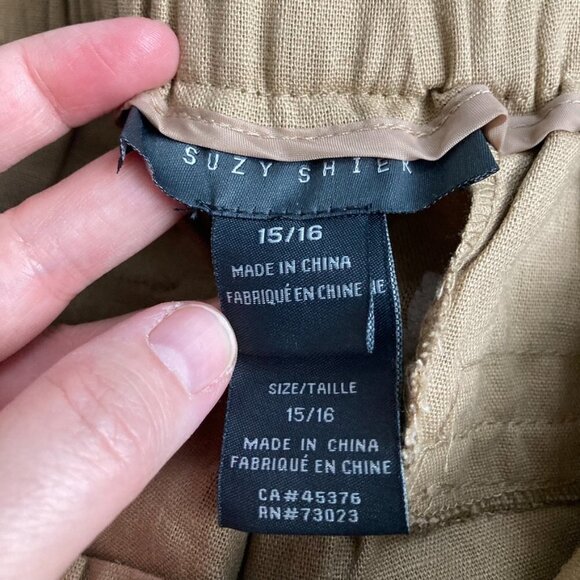 SUZY SHIER
15/16
MADE IN CHINA
FABRIQUÉ EN CHINE
NE
SIZE/TAILLE
15/16
MADE IN CHINA
FABRIQUÉ EN CHINE
CA#45376
RN#73023